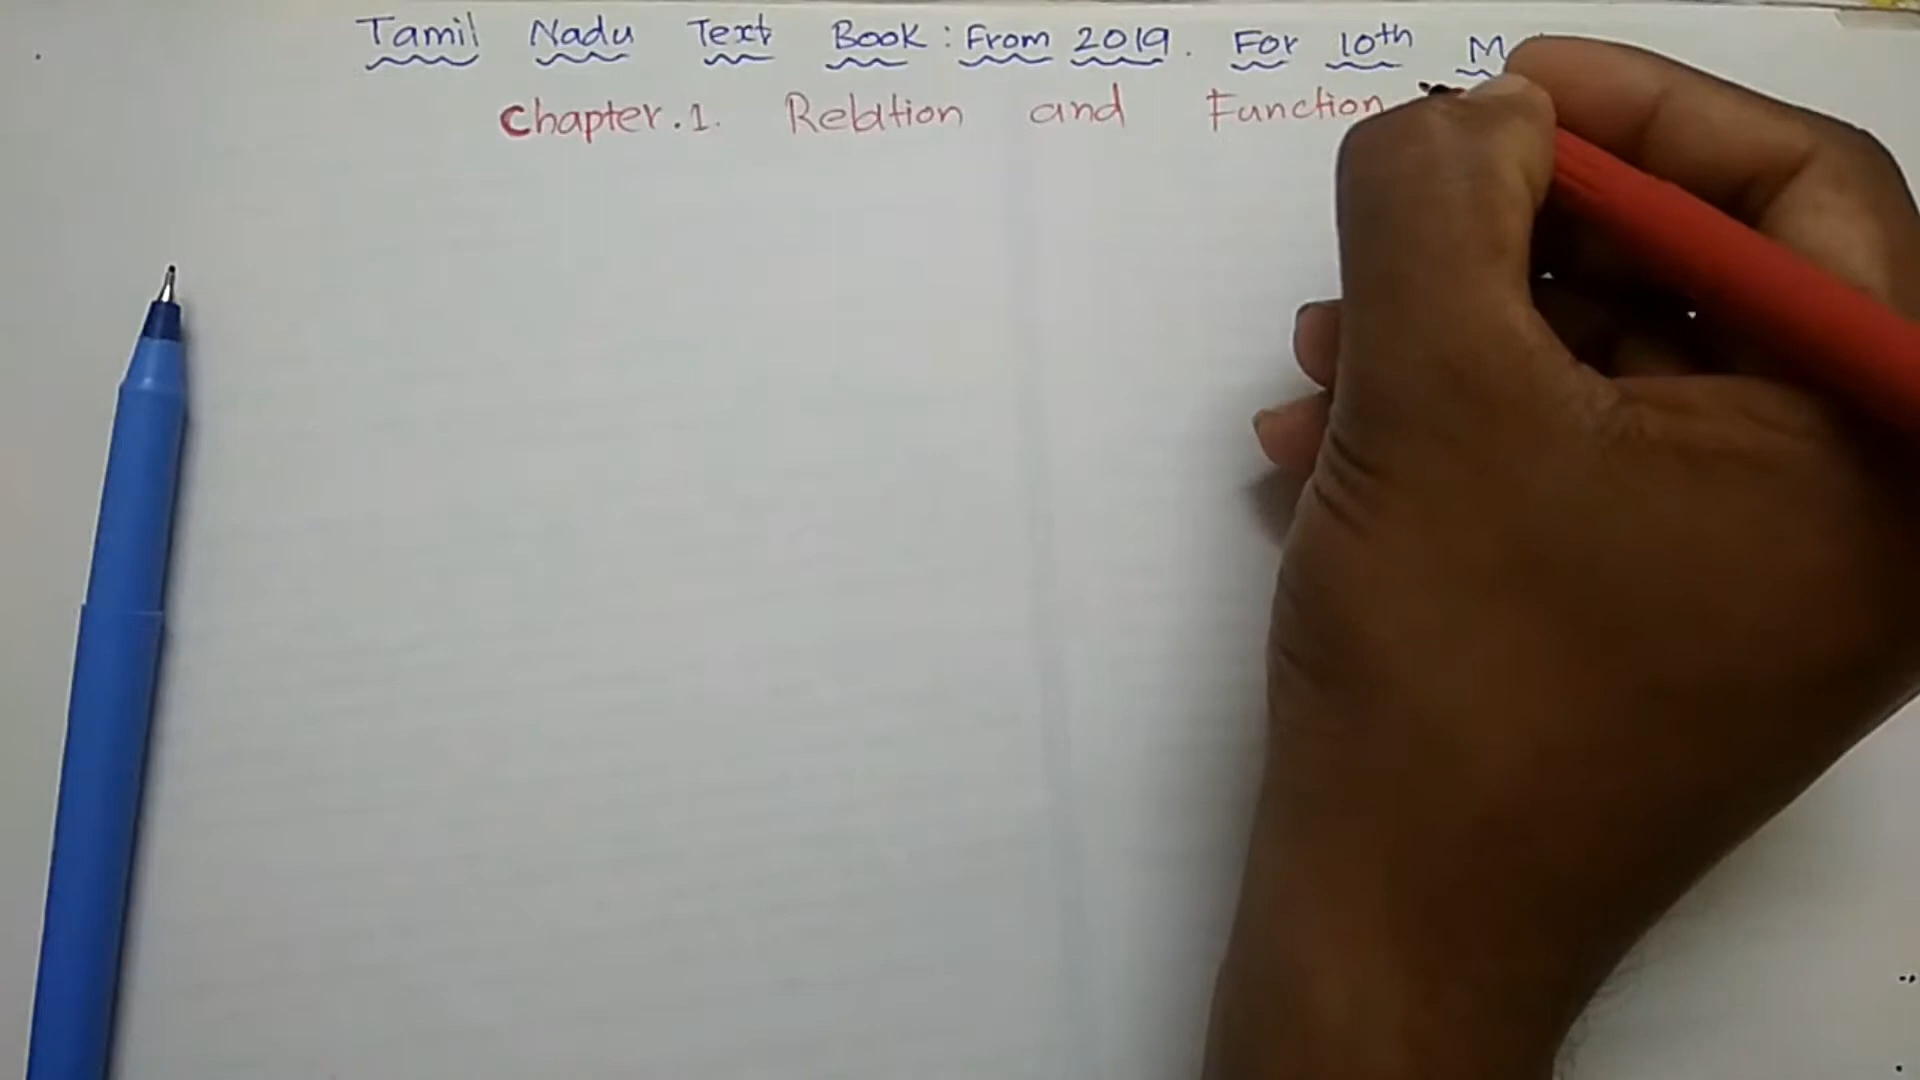 Tamil Nadu Text Book : From 2019. For 10th
Chapter.1. Relation and Function